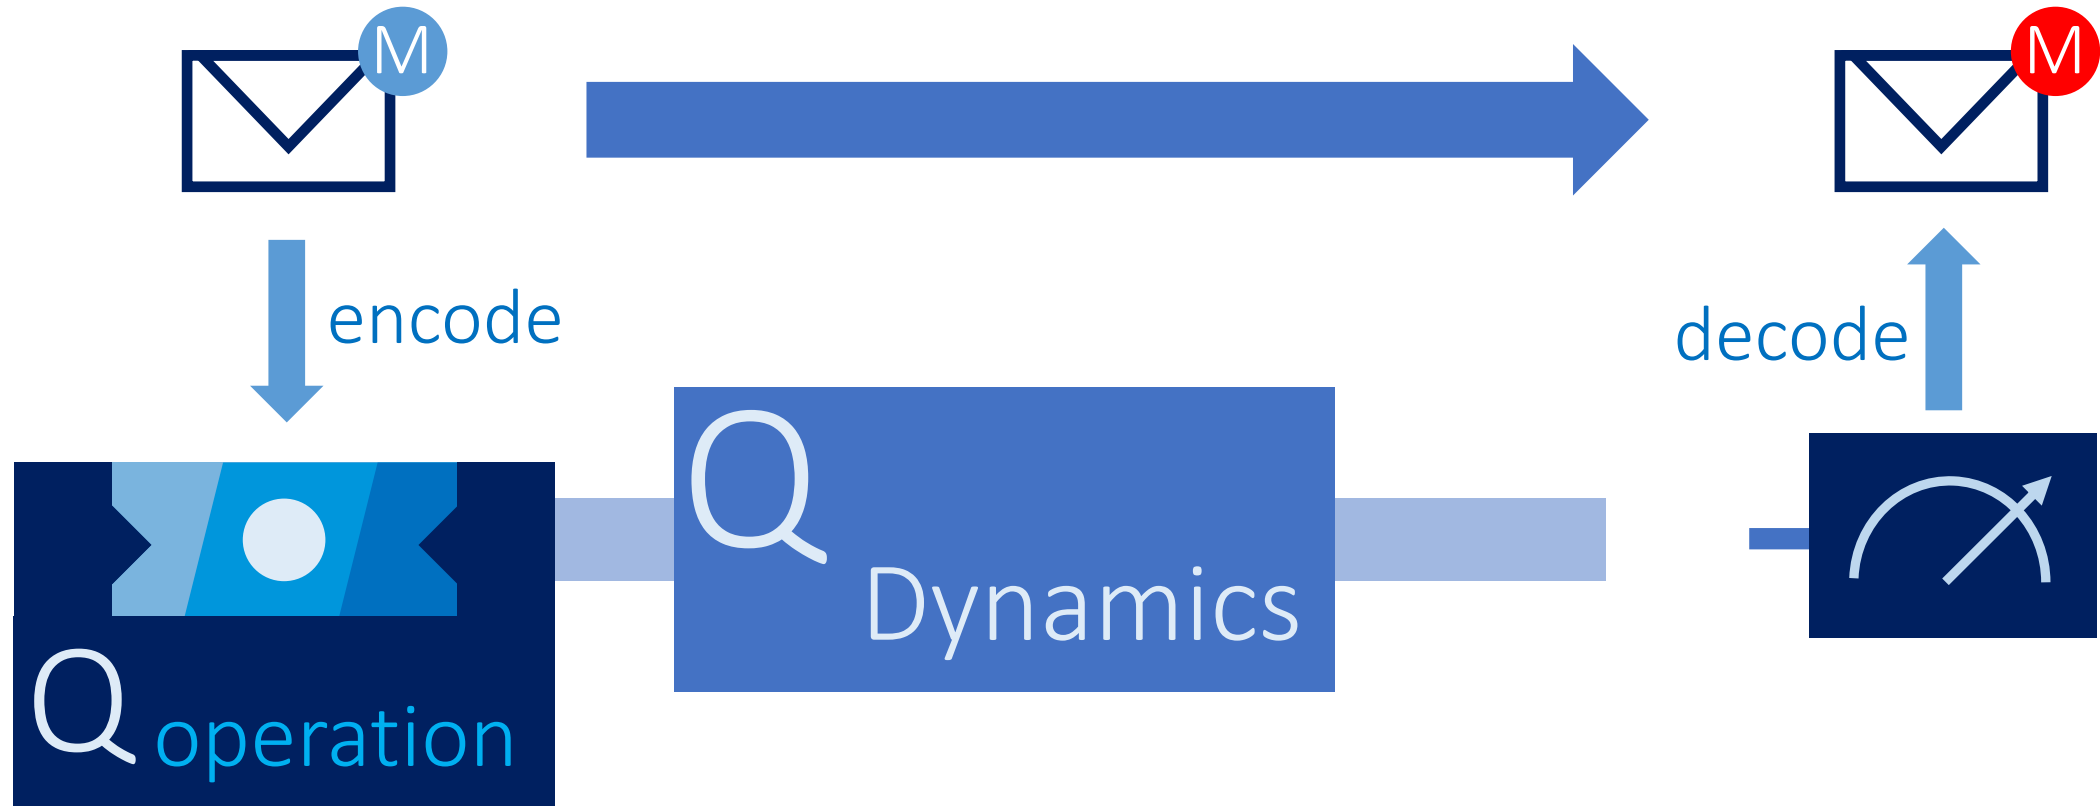 M
M
encode
decode
Q
Dynamics
Q operation